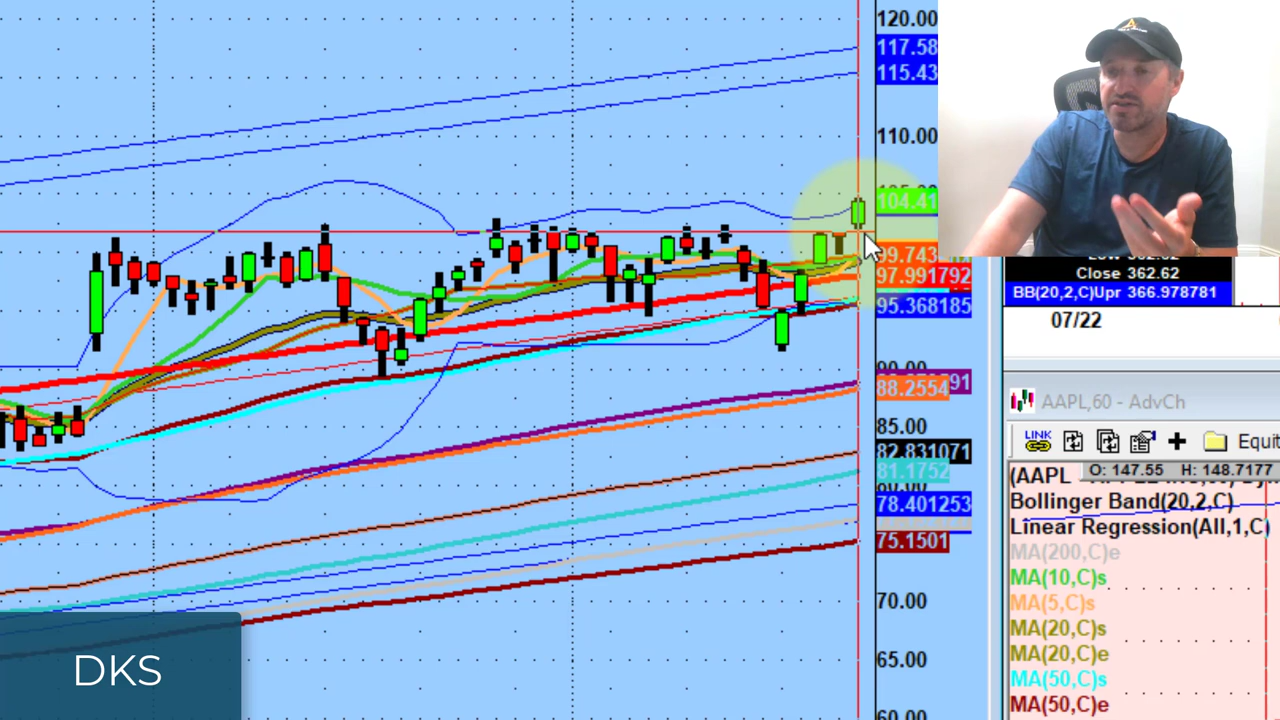 120.00
117.58
115.43
110.00
104.41
99.743
97.991792
95.368185
88.2554
85.00
82.831071
81.1752
78.401253
75.1501
70.00
65.00
60.00
DKS
Close 362.62
BB(20,2,C)Upr 366.978781
07/22
AAPL,60 - AdvCh
LINK
Equit
O: 147.55 H: 148.7177
(AAPL
Bollinger Band(20,2,C)
Linear Regression(All,1,C)
MA(200,C)e
MA(10,C)s
MA(5,C)s
MA(20,C)s
MA(20,C)e
MA(50,C)s
MA(50,C)e